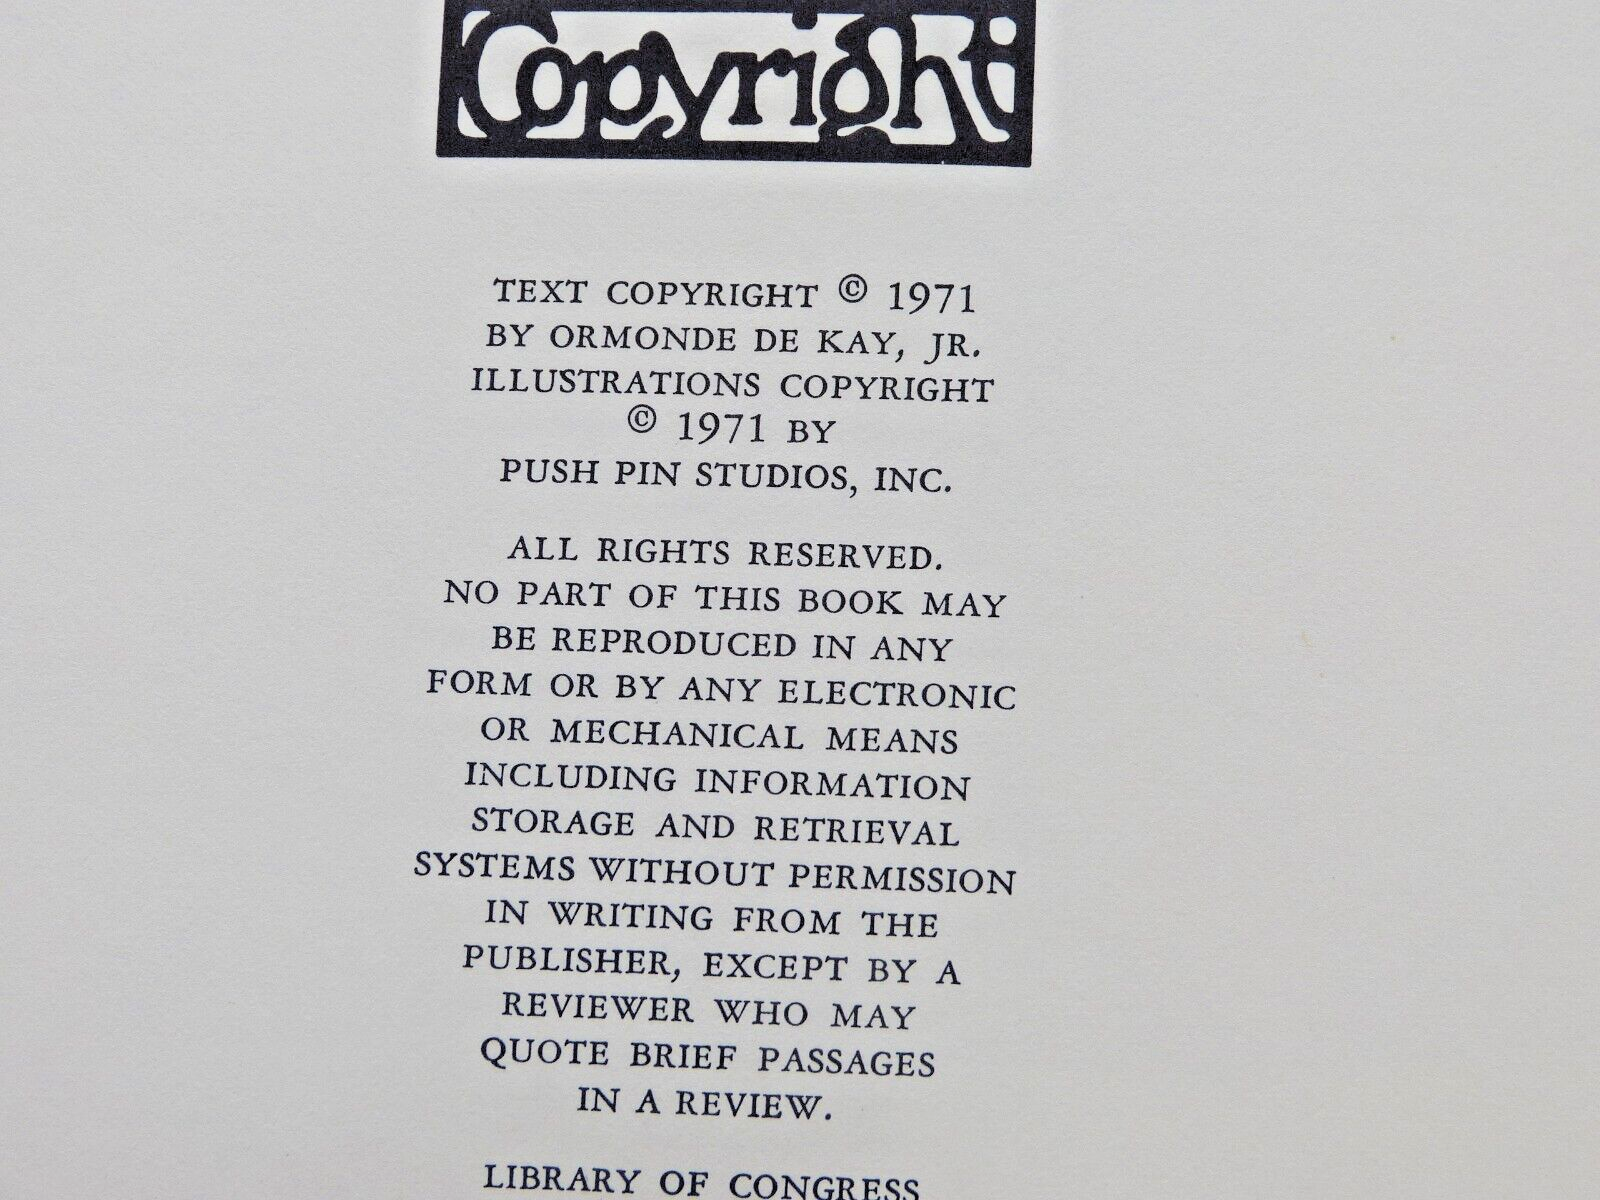 Copyright
TEXT COPYRIGHT © 1971
BY ORMONDE DE KAY, JR.
ILLUSTRATIONS COPYRIGHT
© 1971 BY
PUSH PIN STUDIOS, INC.
ALL RIGHTS RESERVED.
NO PART OF THIS BOOK MAY
BE REPRODUCED IN ANY
FORM OR BY ANY ELECTRONIC
OR MECHANICAL MEANS
INCLUDING INFORMATION
STORAGE AND RETRIEVAL
SYSTEMS WITHOUT PERMISSION
IN WRITING FROM THE
PUBLISHER, EXCEPT BY A
REVIEWER WHO MAY
QUOTE BRIEF PASSAGES
IN A REVIEW.
LIBRARY OF CONGRESS